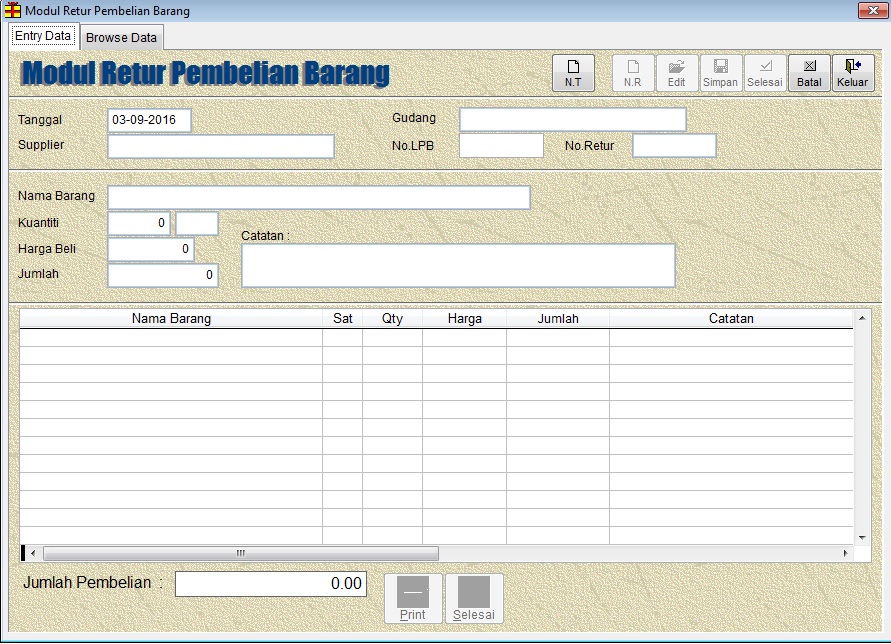 Modul Retur Pembelian Barang
Entry Data Browse Data
Modul Retur Pembelian Barang
N.T N.R Edit Simpan Selesai Batal Keluar
Tanggal 03-09-2016 Gudang
Supplier No.LPB No.Retur
Nama Barang
Kuantiti 0
Harga Beli 0
Catatan :
Jumlah 0
Nama Barang Sat Qty Harga Jumlah Catatan
Jumlah Pembelian : 0.00
Print Selesai